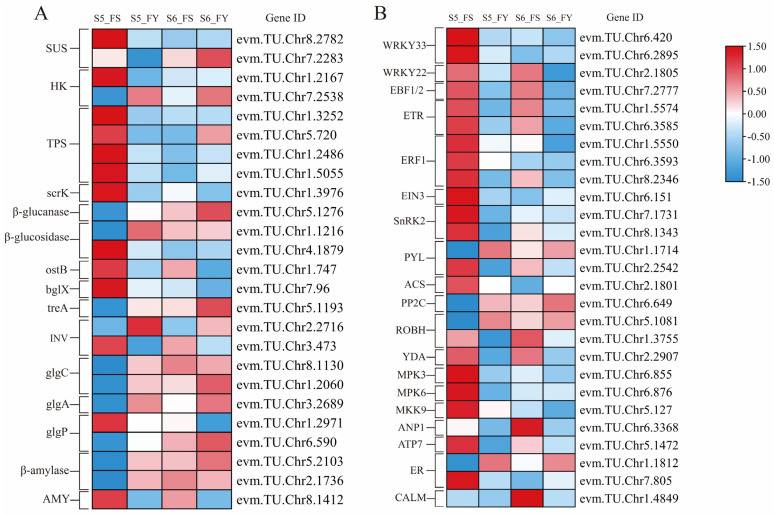 A
S5_FS S5_FY S6_FS S6_FY Gene ID
SUS
evm.TU.Chr8.2782
evm.TU.Chr7.2283
HK
evm.TU.Chr1.2167
evm.TU.Chr7.2538
TPS
evm.TU.Chr1.3252
evm.TU.Chr5.720
evm.TU.Chr1.2486
evm.TU.Chr1.5055
scrK evm.TU.Chr1.3976
β-glucanase evm.TU.Chr5.1276
β-glucosidase
evm.TU.Chr1.1216
evm.TU.Chr4.1879
ostB evm.TU.Chr1.747
bglX evm.TU.Chr7.96
treA evm.TU.Chr5.1193
INV
evm.TU.Chr2.2716
evm.TU.Chr3.473
glgC
evm.TU.Chr8.1130
evm.TU.Chr1.2060
glgA evm.TU.Chr3.2689
glgP
evm.TU.Chr1.2971
evm.TU.Chr6.590
β-amylase
evm.TU.Chr5.2103
evm.TU.Chr2.1736
AMY evm.TU.Chr8.1412
B
S5_FS S5_FY S6_FS S6_FY Gene ID
WRKY33
evm.TU.Chr6.420
evm.TU.Chr6.2895
WRKY22 evm.TU.Chr2.1805
EBF1/2 evm.TU.Chr7.2777
ETR
evm.TU.Chr1.5574
evm.TU.Chr6.3585
ERF1
evm.TU.Chr1.5550
evm.TU.Chr6.3593
evm.TU.Chr8.2346
EIN3 evm.TU.Chr6.151
SnRK2
evm.TU.Chr7.1731
evm.TU.Chr8.1343
PYL
evm.TU.Chr1.1714
evm.TU.Chr2.2542
ACS evm.TU.Chr2.1801
PP2C evm.TU.Chr6.649
ROBH
evm.TU.Chr5.1081
evm.TU.Chr1.3755
YDA evm.TU.Chr2.2907
MPK3 evm.TU.Chr6.855
MPK6 evm.TU.Chr6.876
MKK9 evm.TU.Chr5.127
ANP1 evm.TU.Chr6.3368
ATP7 evm.TU.Chr5.1472
ER
evm.TU.Chr1.1812
evm.TU.Chr7.805
CALM evm.TU.Chr1.4849
1.50
1.00
0.50
0.00
-0.50
-1.00
-1.50